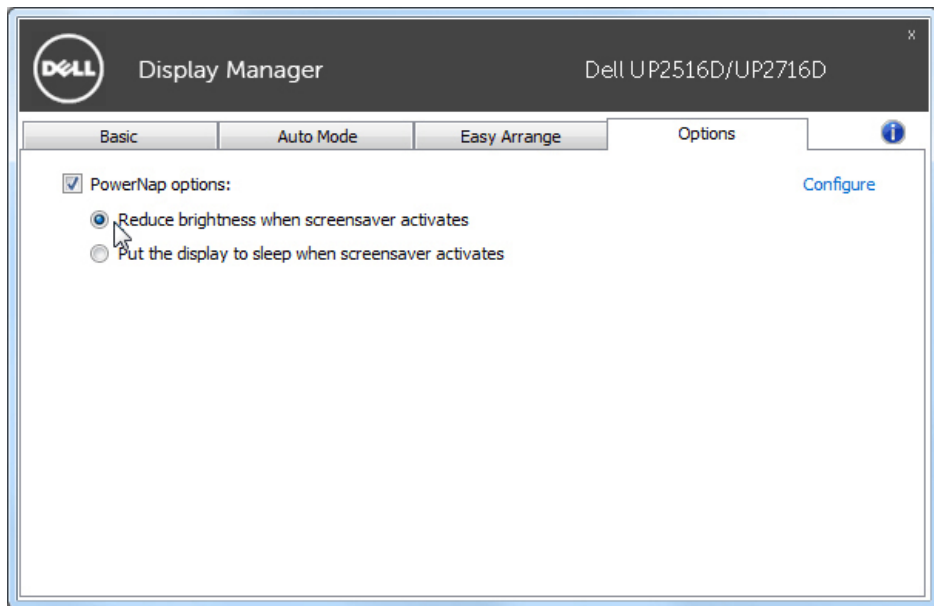 x
DELL
Display Manager
Dell UP2516D/UP2716D
Basic
Auto Mode
Easy Arrange
Options
i
PowerNap options:
Configure
Reduce brightness when screensaver activates
Put the display to sleep when screensaver activates